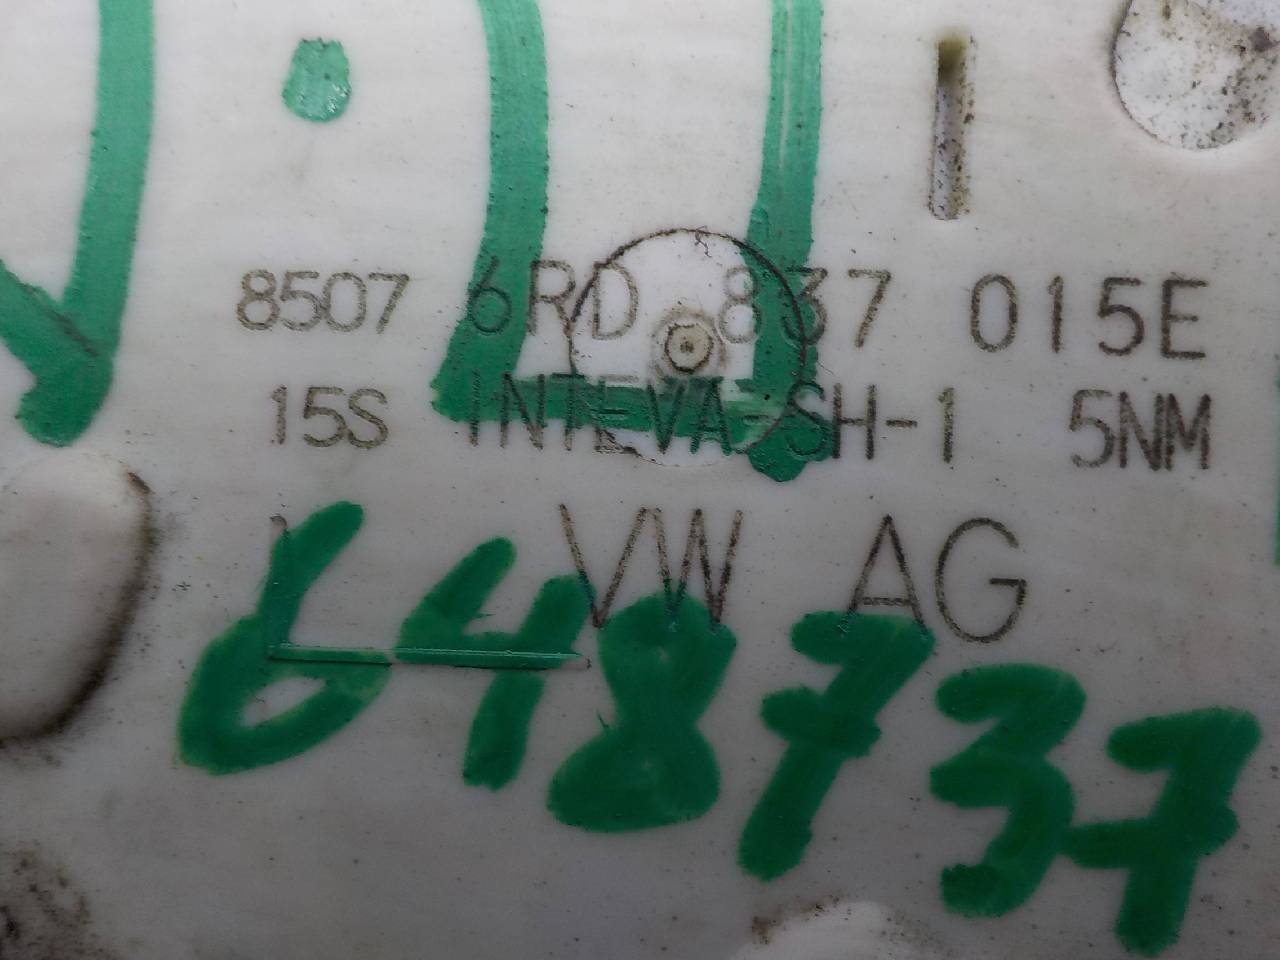 8507 6RD 837 015E
15S INTEVA-SH-1 5NM
VW AG
648737